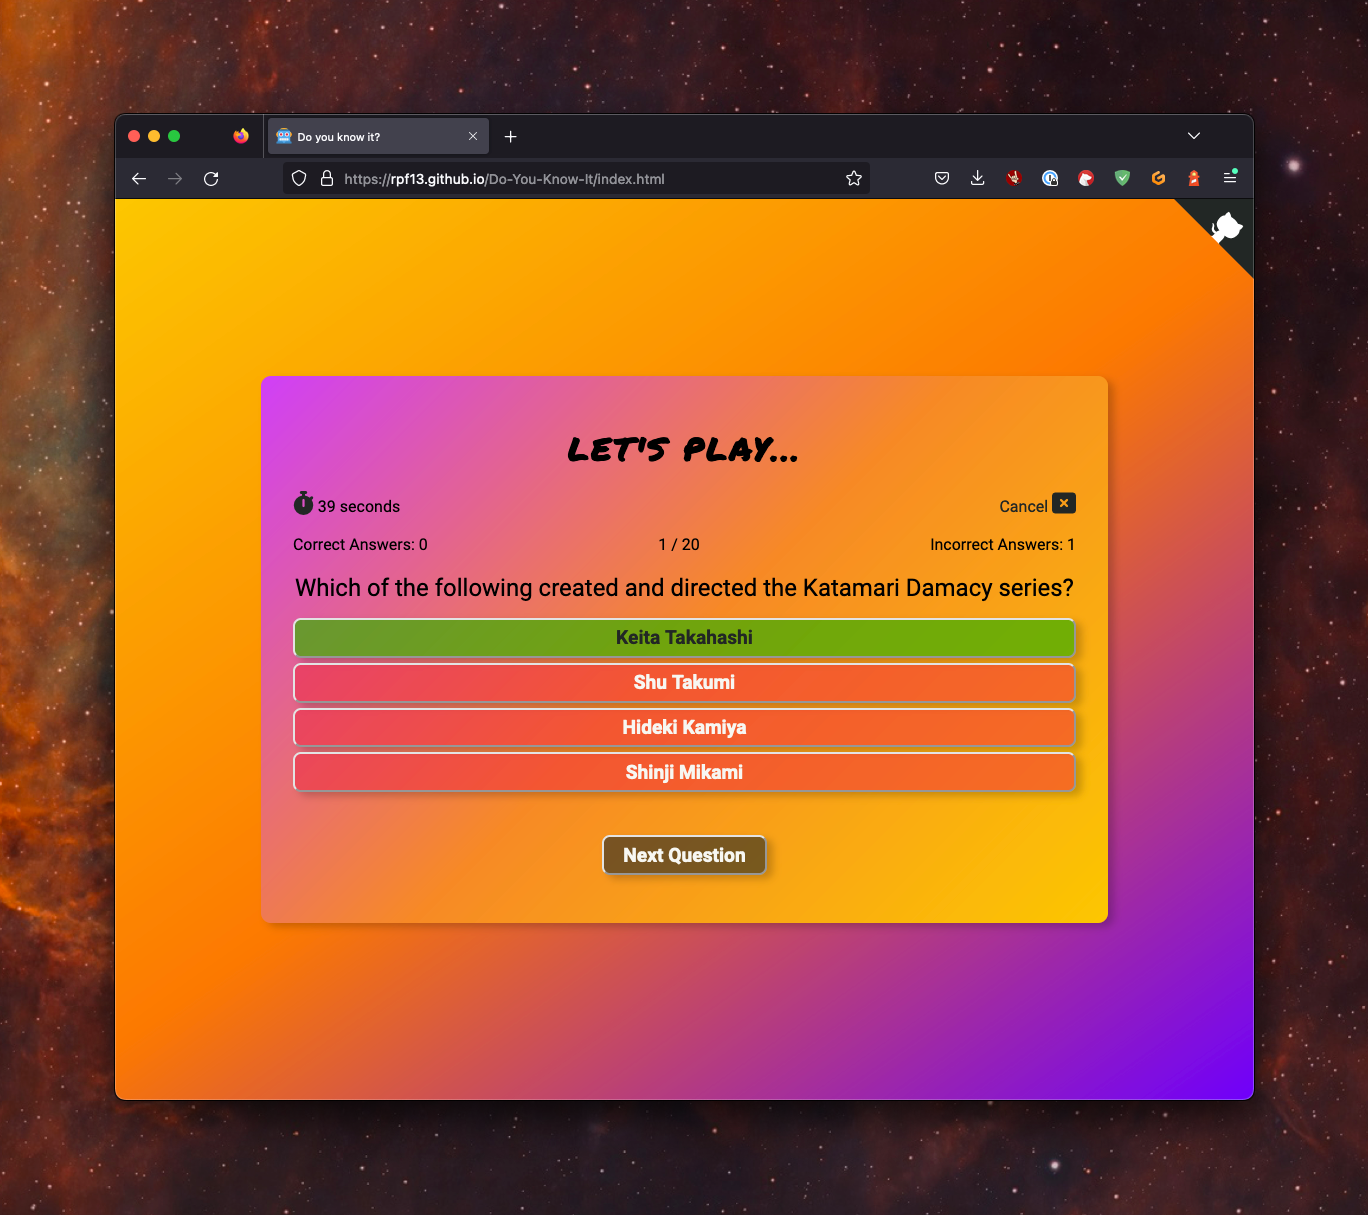 Do you know it?
https://rpf13.github.io/Do-You-Know-It/index.html
LET'S PLAY...
39 seconds
Cancel
Correct Answers: 0
1 / 20
Incorrect Answers: 1
Which of the following created and directed the Katamari Damacy series?
Keita Takahashi
Shu Takumi
Hideki Kamiya
Shinji Mikami
Next Question